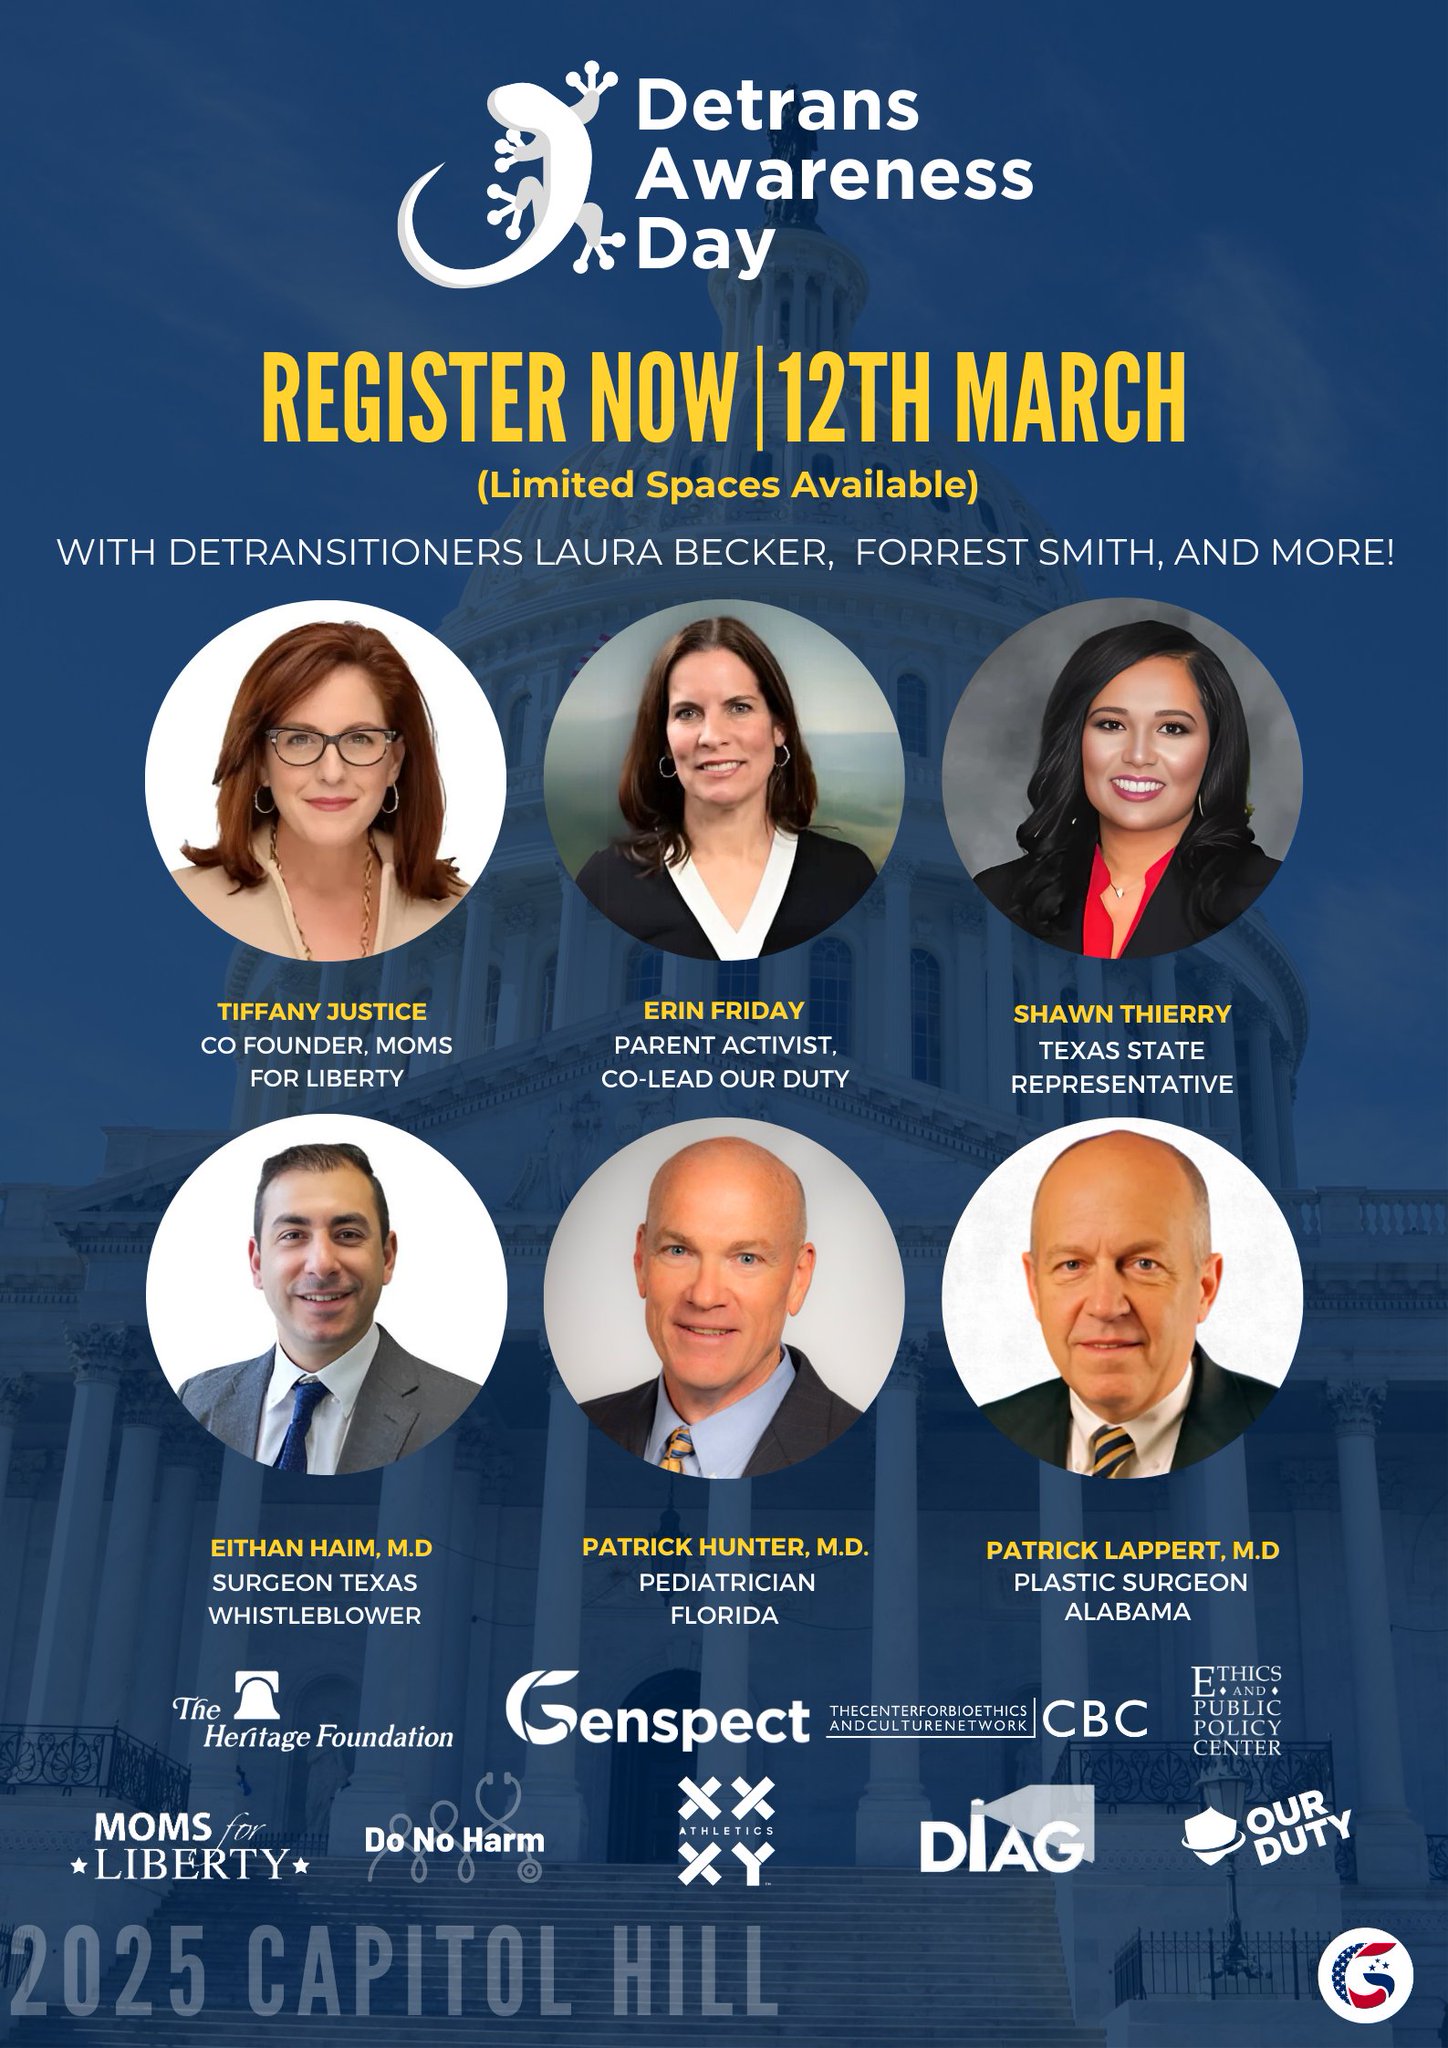 Detrans
Awareness
Day
REGISTER NOW | 12TH MARCH
(Limited Spaces Available)
WITH DETRANSITIONERS LAURA BECKER, FORREST SMITH, AND MORE!
TIFFANY JUSTICE
CO FOUNDER, MOMS
FOR LIBERTY
ERIN FRIDAY
PARENT ACTIVIST,
CO-LEAD OUR DUTY
SHAWN THIERRY
TEXAS STATE
REPRESENTATIVE
EITHAN HAIM, M.D
SURGEON TEXAS
WHISTLEBLOWER
PATRICK HUNTER, M.D.
PEDIATRICIAN
FLORIDA
PATRICK LAPPERT, M.D
PLASTIC SURGEON
ALABAMA
The
Heritage Foundation
Genspect
THECENTERFORBIOETHICS
ANDCULTURENETWORK
CBC
ETHICS
AND
PUBLIC
POLICY
CENTER
MOMS for
LIBERTY
Do No Harm
XX
ATHLETICS
XY
DIAG
OUR
DUTY
2025 CAPITOL HILL
G